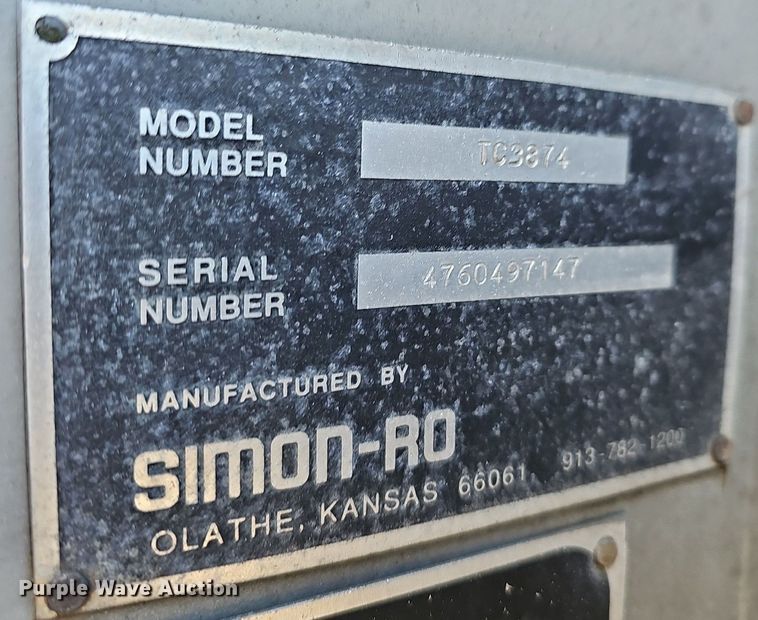 MODEL
NUMBER
TC3874
SERIAL
NUMBER
4760497147
MANUFACTURED BY
SIMON-RO
OLATHE, KANSAS 66061 913-782-1200
Purple Wave Auction